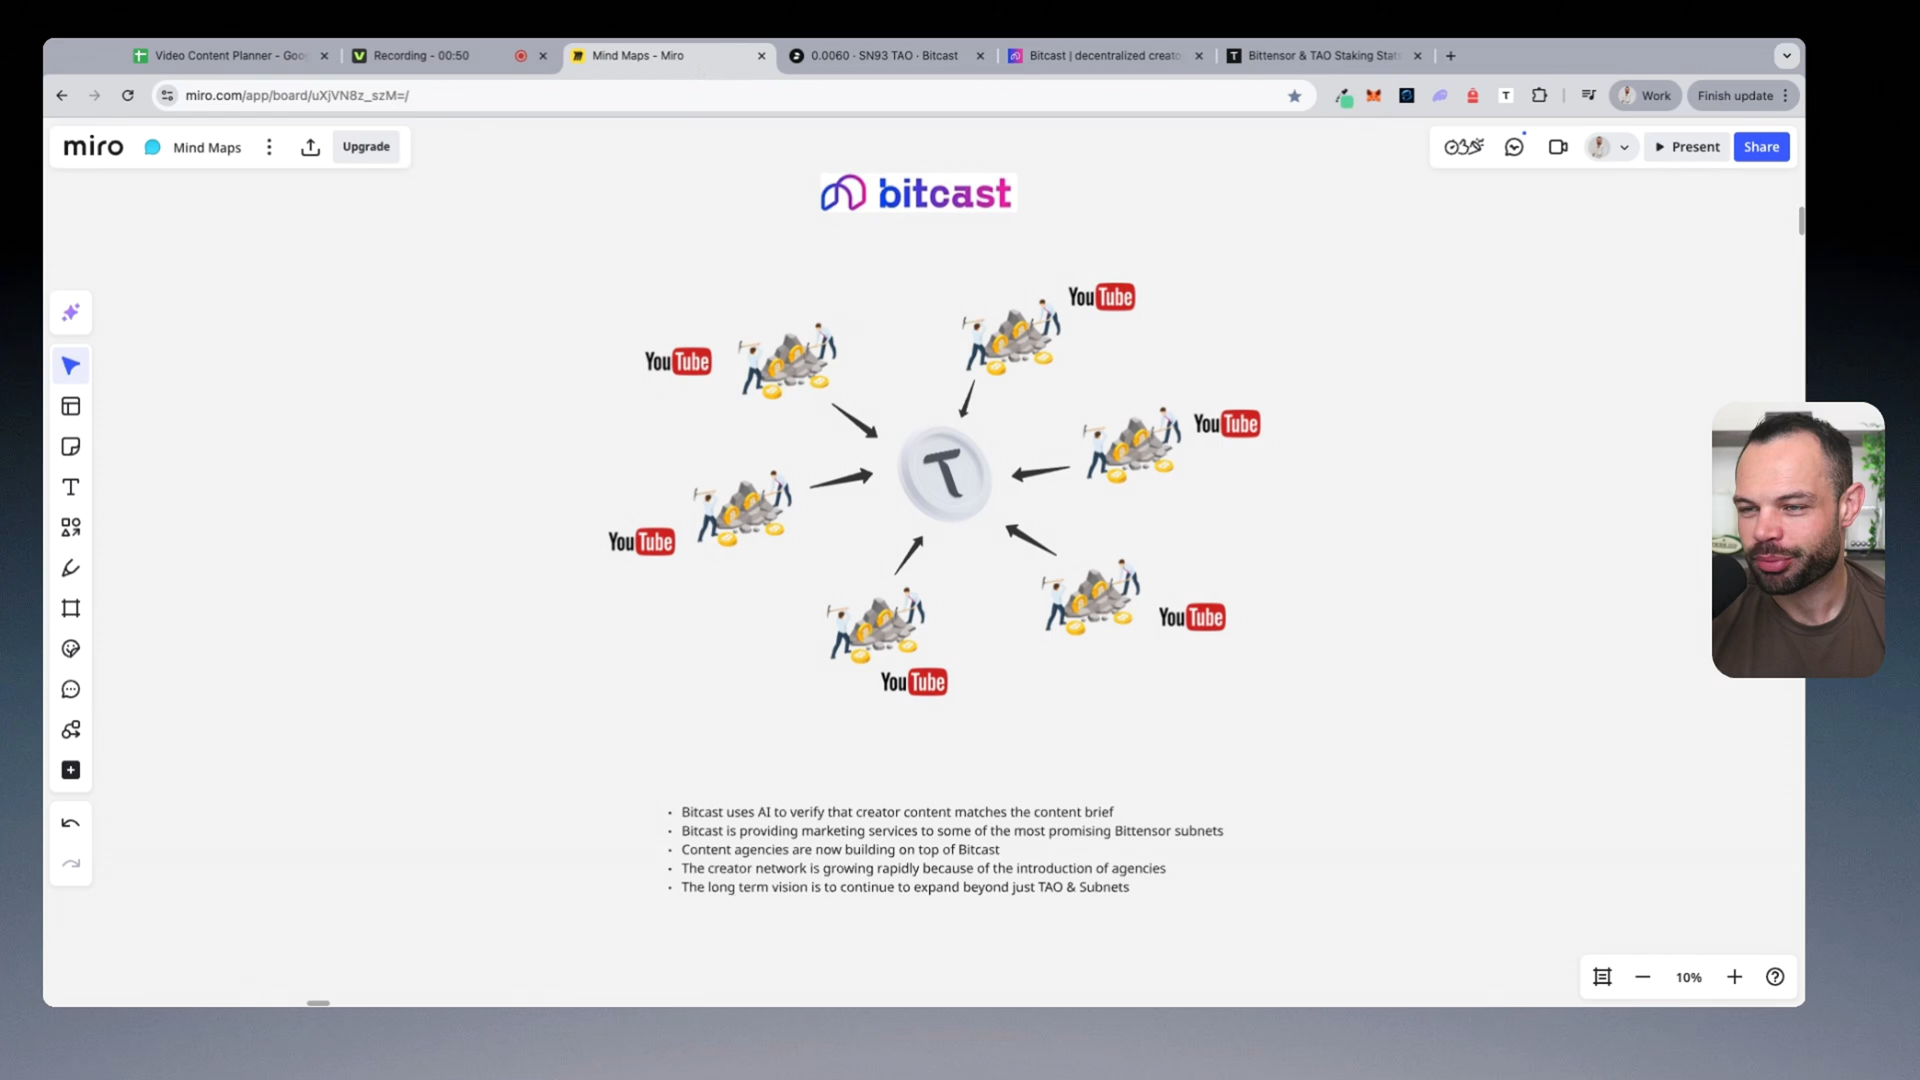 Video Content Planner - Goo
Recording - 00:50
Mind Maps - Miro
0.0060 · SN93 TAO · Bitcast
Bitcast | decentralized creato
Bittensor & TAO Staking Stats
miro.com/app/board/uXjVN8z_szM=/
Work
Finish update
miro
Mind Maps
Upgrade
Present
Share
bitcast
YouTube
YouTube
YouTube
YouTube
YouTube
YouTube
· Bitcast uses AI to verify that creator content matches the content brief
· Bitcast is providing marketing services to some of the most promising Bittensor subnets
· Content agencies are now building on top of Bitcast
· The creator network is growing rapidly because of the introduction of agencies
· The long term vision is to continue to expand beyond just TAO & Subnets
10%